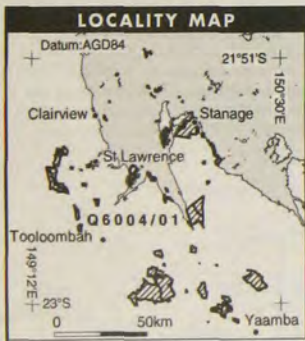 LOCALITY MAP
Datum:AGD84
21°51'S
150°30'E
Clairview
Stanage
St Lawrence
Q6004/01
Tooloombah
149°12'E
23°S
Yaamba
0 50km